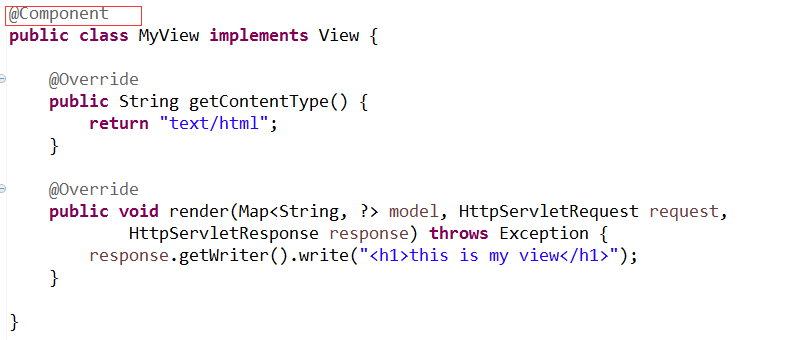 @Component
public class MyView implements View {
@Override
public String getContentType() {
return "text/html";
}
@Override
public void render(Map<String, ?> model, HttpServletRequest request,
HttpServletResponse response) throws Exception {
response.getWriter().write("<h1>this is my view</h1>");
}
}